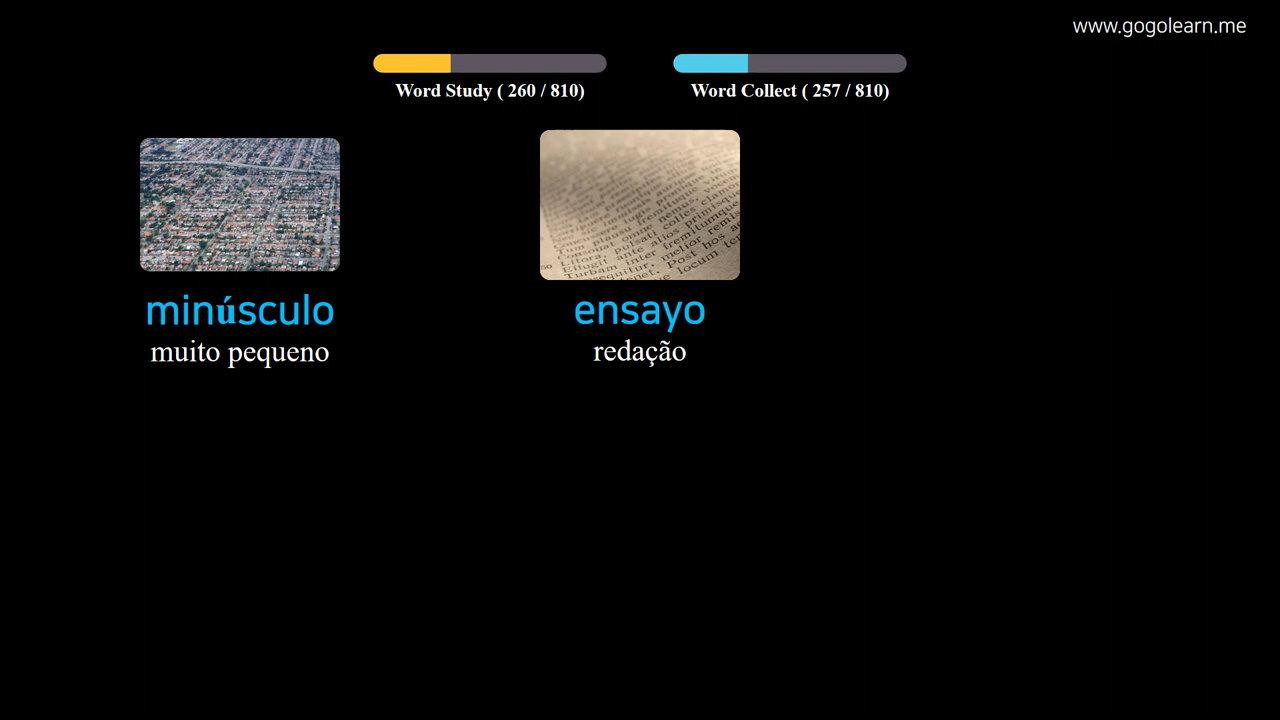 www.gogolearn.me
Word Study ( 260 / 810)
Word Collect ( 257 / 810)
minúsculo
muito pequeno
ensayo
redação